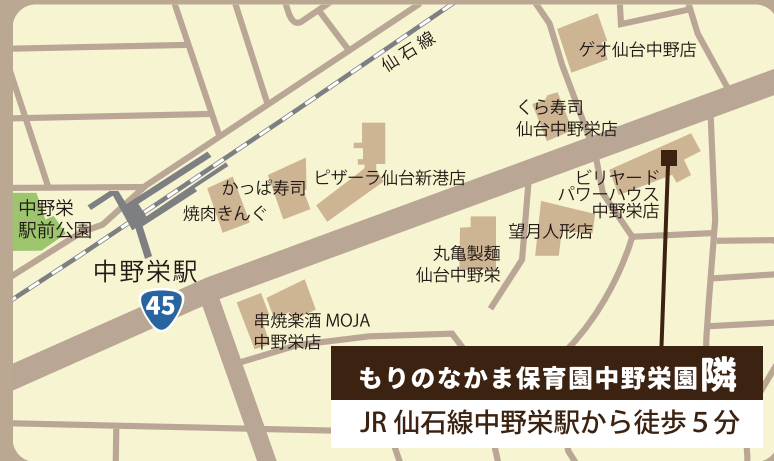 仙石線
ゲオ仙台中野店
くら寿司
仙台中野栄店
ビリヤード
パワーハウス
中野栄店
ピザーラ仙台新港店
かっぱ寿司
焼肉きんぐ
中野栄
駅前公園
望月人形店
丸亀製麺
仙台中野栄
中野栄駅
45
串焼楽酒 MOJA
中野栄店
もりのなかま保育園中野栄園隣
JR 仙石線中野栄駅から徒歩 5 分